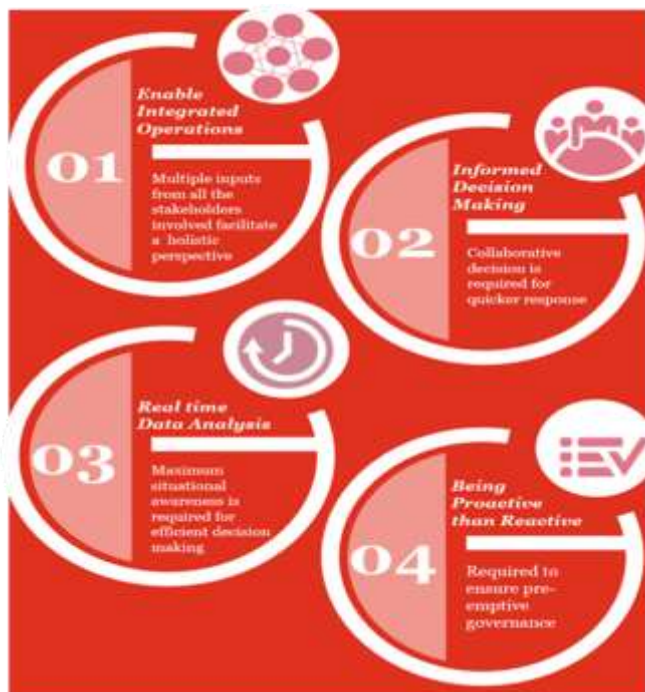 01
Enable
Integrated
Operations
Multiple inputs
from all the
stakeholders
involved facilitate
a holistic
perspective
02
Informed
Decision
Making
Collaborative
decision is
required for
quicker response
03
Real time
Data Analysis
Maximum
situational
awareness is
required for
efficient decision
making
04
Being
Proactive
than Reactive
Required to
ensure pre-
emptive
governance